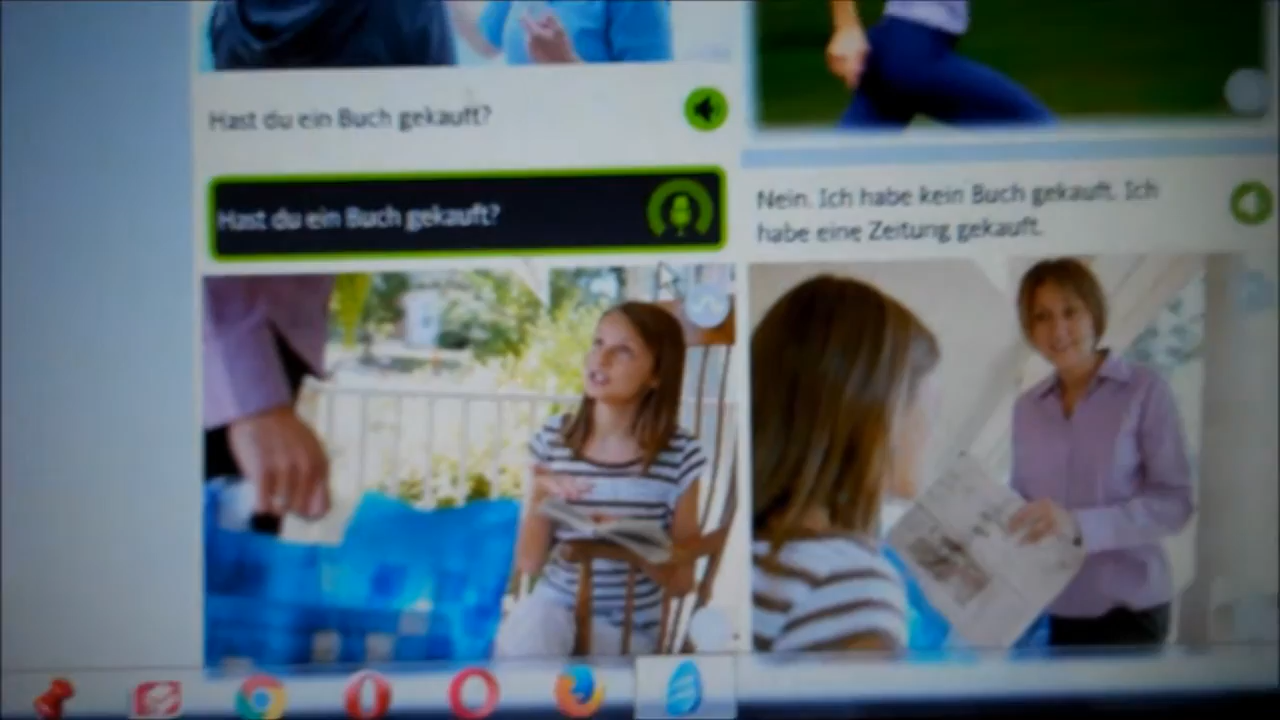 Hast du ein Buch gekauft?
Hast du ein Buch gekauft?
Nein. Ich habe kein Buch gekauft. Ich
habe eine Zeitung gekauft.